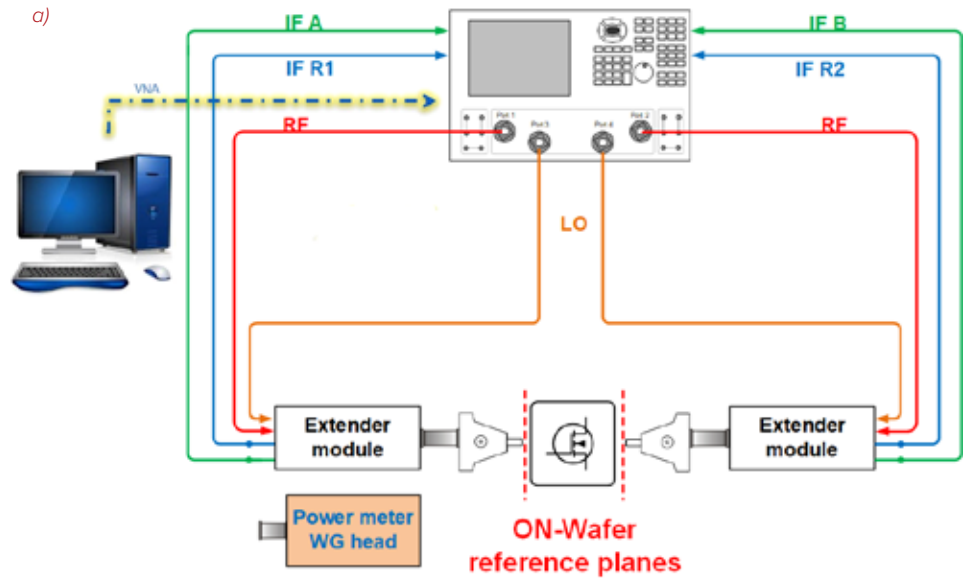 a)
IF A
IF B
IF R1
IF R2
VNA
RF
RF
Port 1
Port 3
Port 4
Port 2
LO
Extender
module
Extender
module
Power meter
WG head
ON-Wafer
reference planes